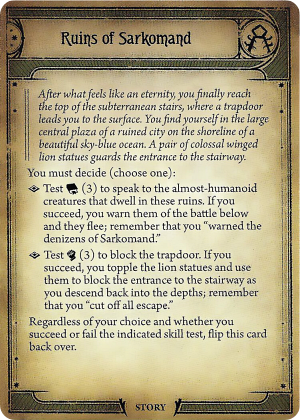 Ruins of Sarkomand
After what feels like an eternity, you finally reach
the top of the subterranean stairs, where a trapdoor
leads you to the surface. You find yourself in the large
central plaza of a ruined city on the shoreline of a
beautiful sky-blue ocean. A pair of colossal winged
lion statues guards the entrance to the stairway.
You must decide (choose one):
Test (3) to speak to the almost-humanoid
creatures that dwell in these ruins. If you
succeed, you warn them of the battle below
and they flee; remember that you “warned the
denizens of Sarkomand.”
Test (3) to block the trapdoor. If you
succeed, you topple the lion statues and use
them to block the entrance to the stairway as
you descend back into the depths; remember
that you “cut off all escape.”
Regardless of your choice and whether you
succeed or fail the indicated skill test, flip this card
back over.
STORY